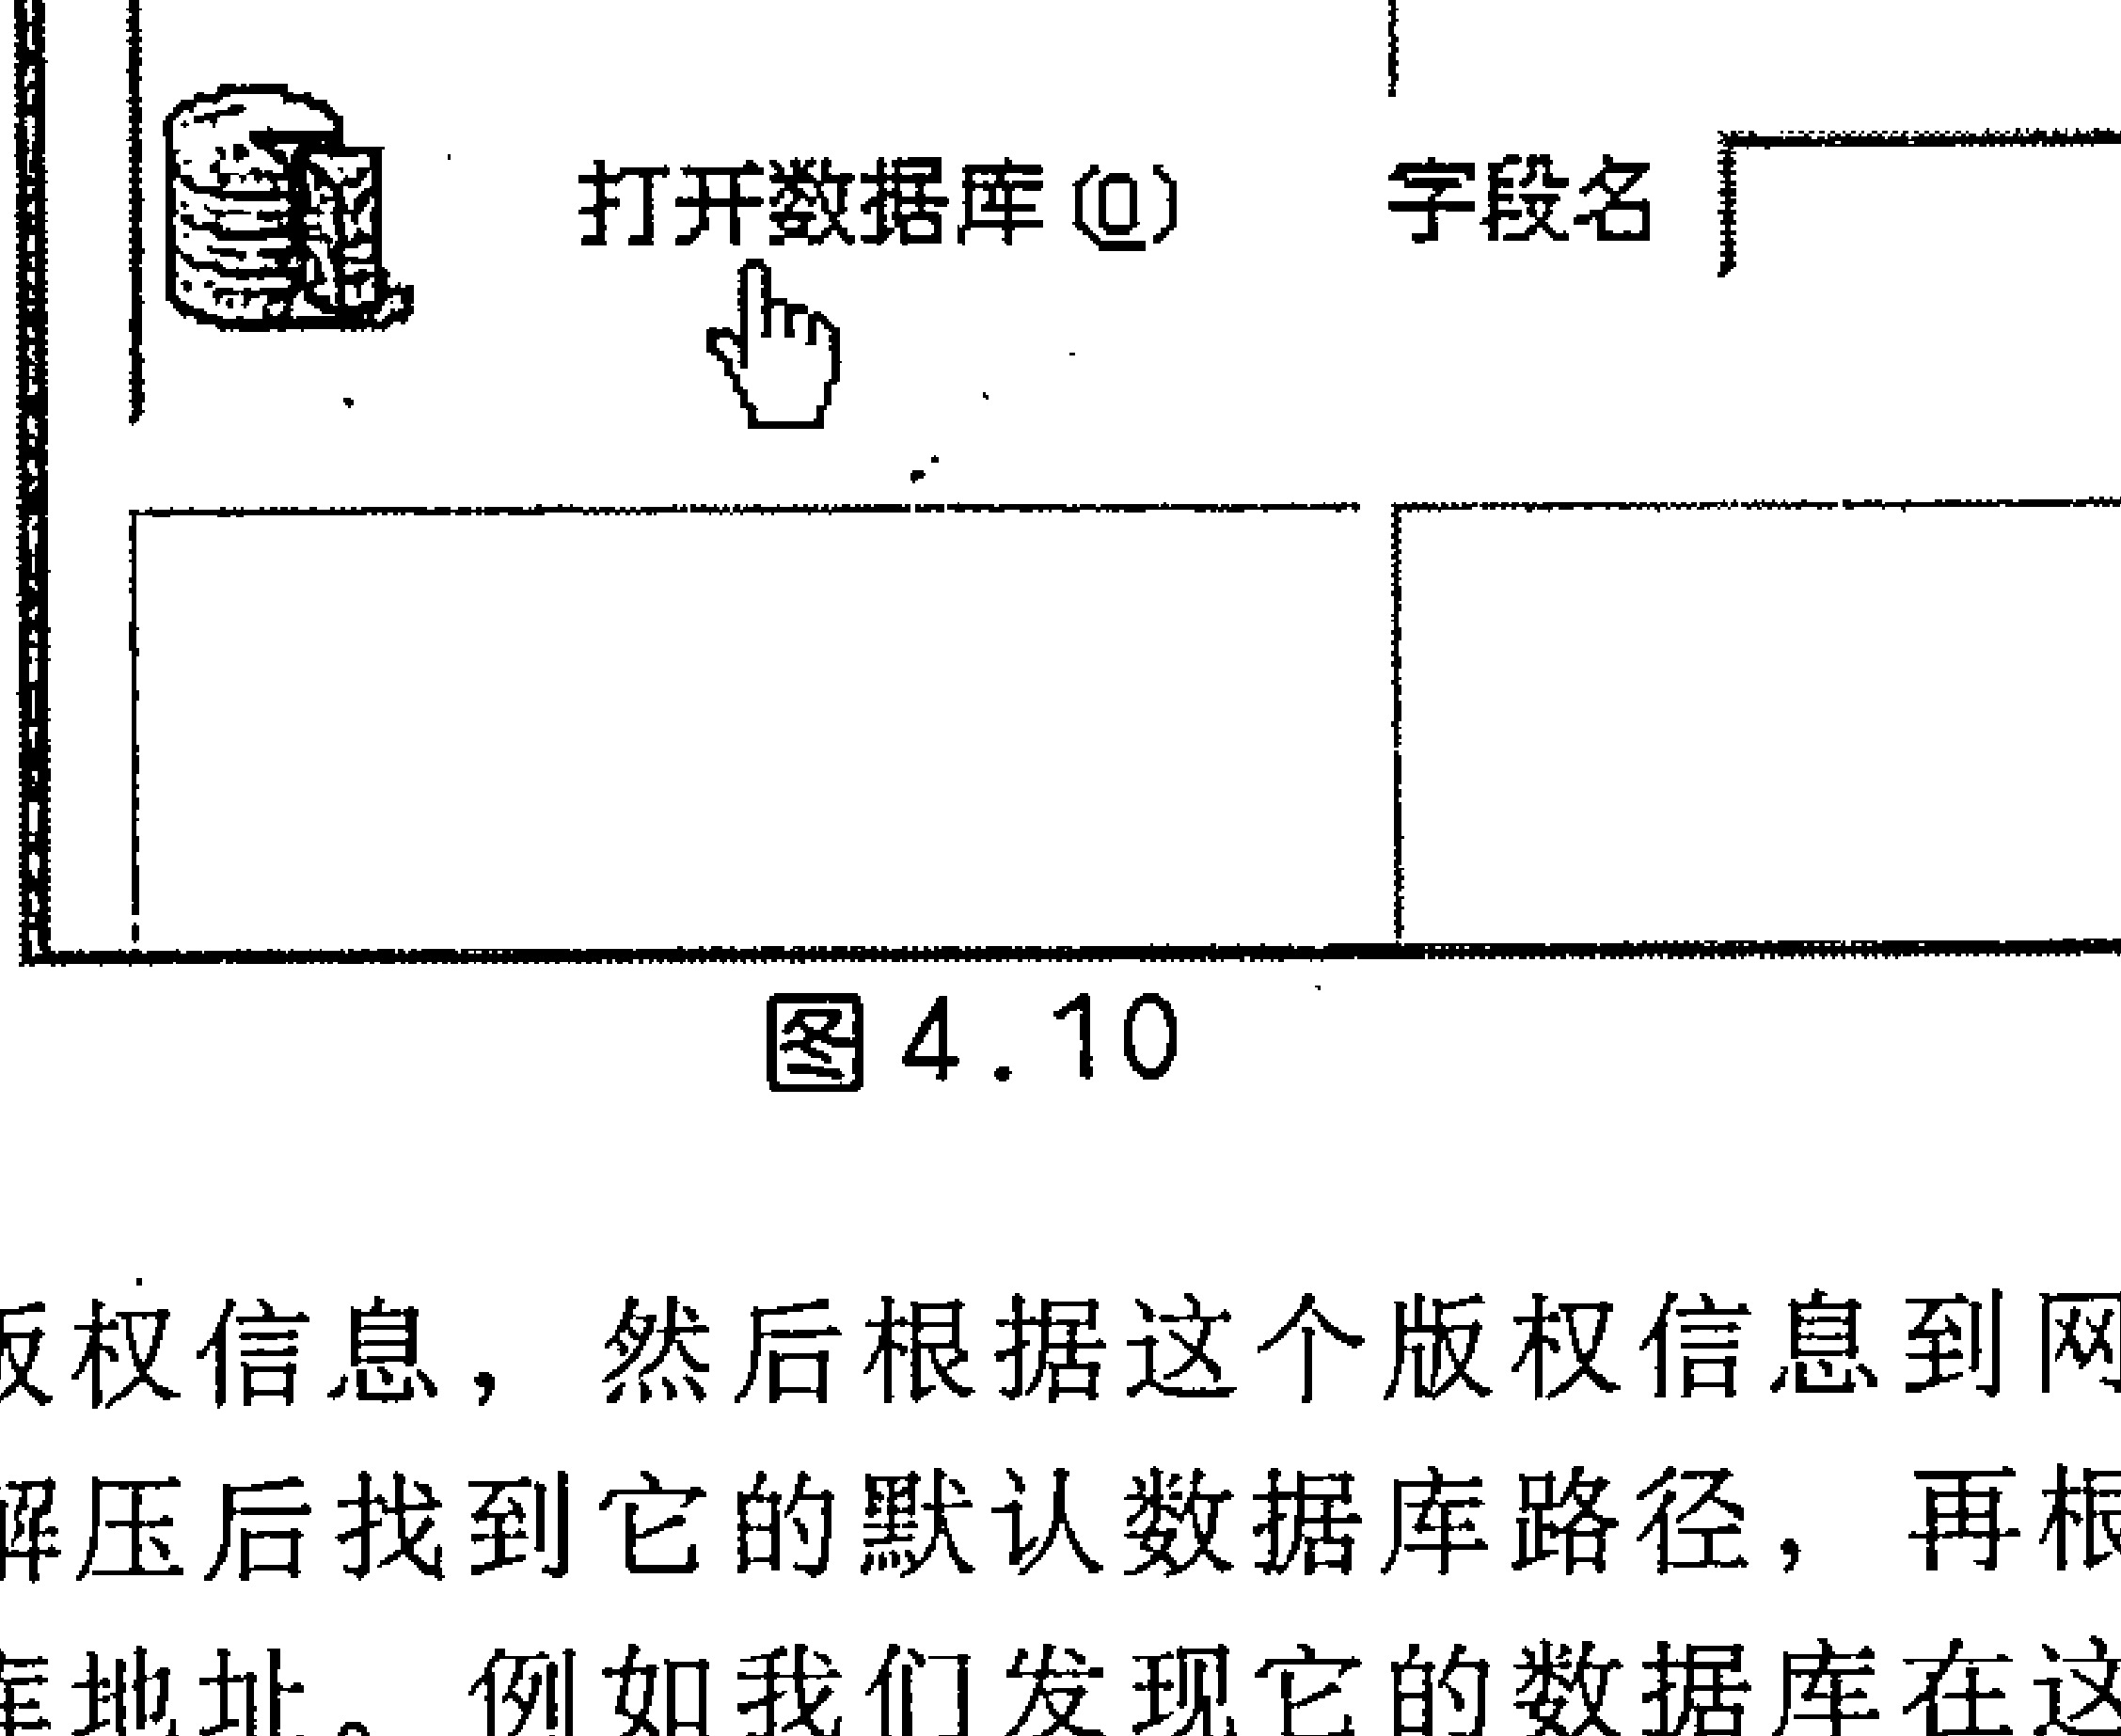 打开数据库(O) 字段名
图4.10
版权信息，然后根据这个版权信息到网
解压后找到它的默认数据库路径，再根
库地址。例如我们发现它的数据库在这